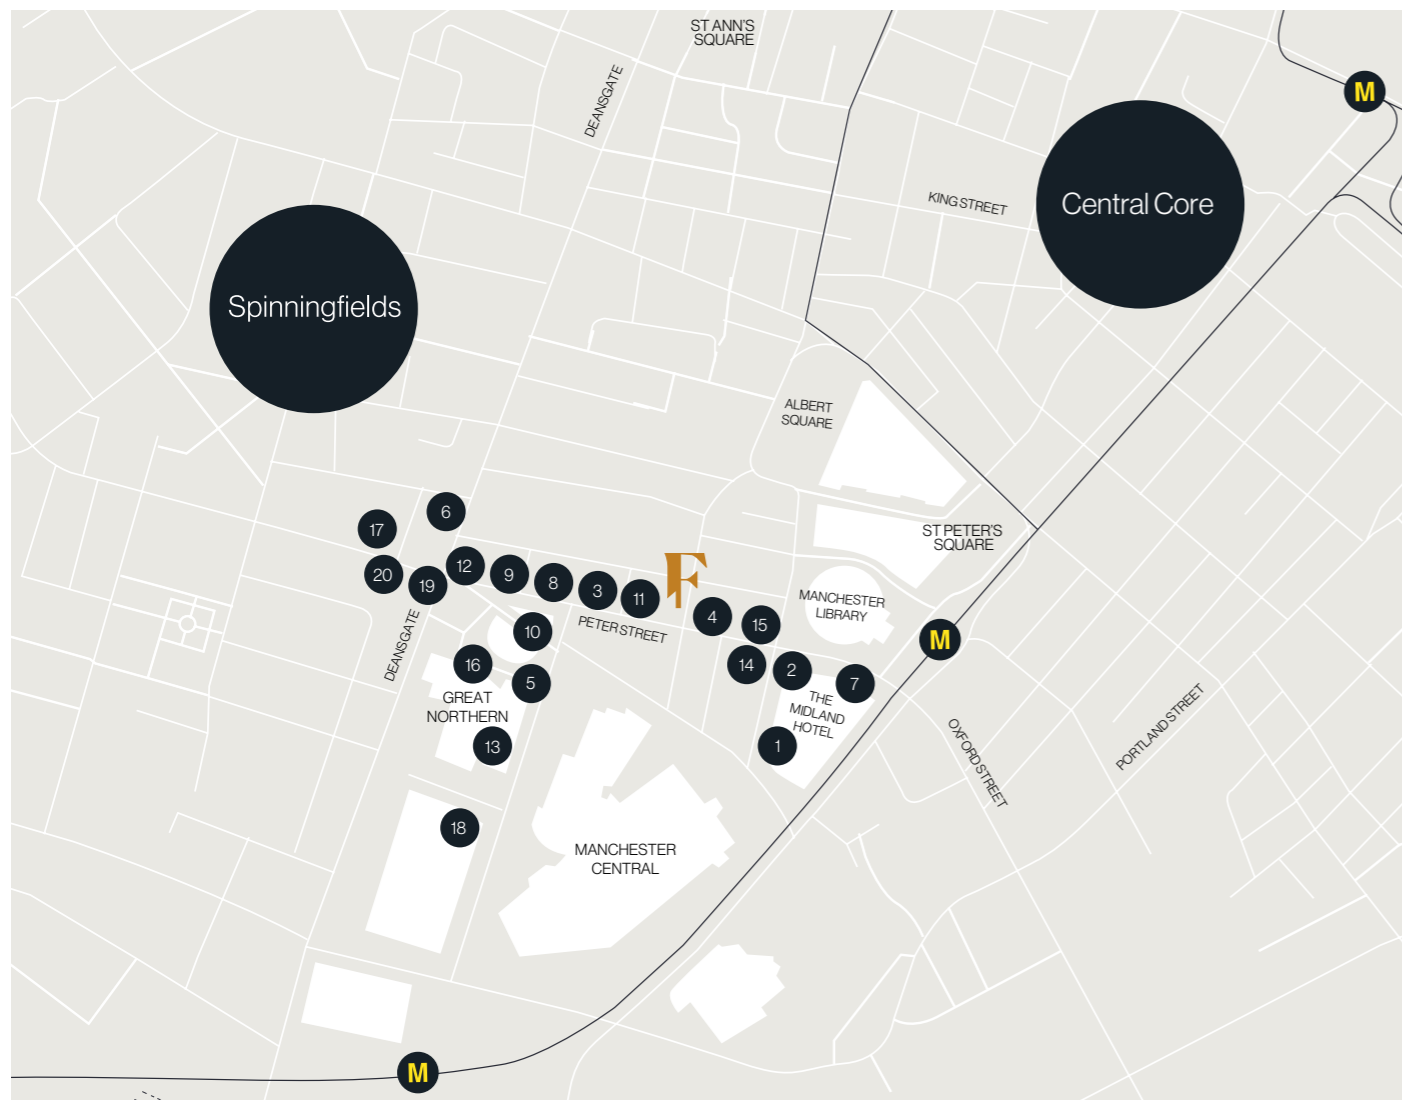 ST ANN'S
SQUARE
DEANSGATE
M
KING STREET
Central Core
Spinningfields
ALBERT
SQUARE
17
6
ST PETER'S
SQUARE
20
19
12
9
8
3
11
F
4
15
MANCHESTER
LIBRARY
M
DEANSGATE
10
PETER STREET
16
5
14
2
7
GREAT
NORTHERN
THE
MIDLAND
HOTEL
13
1
OXFORD STREET
PORTLAND STREET
18
MANCHESTER
CENTRAL
M